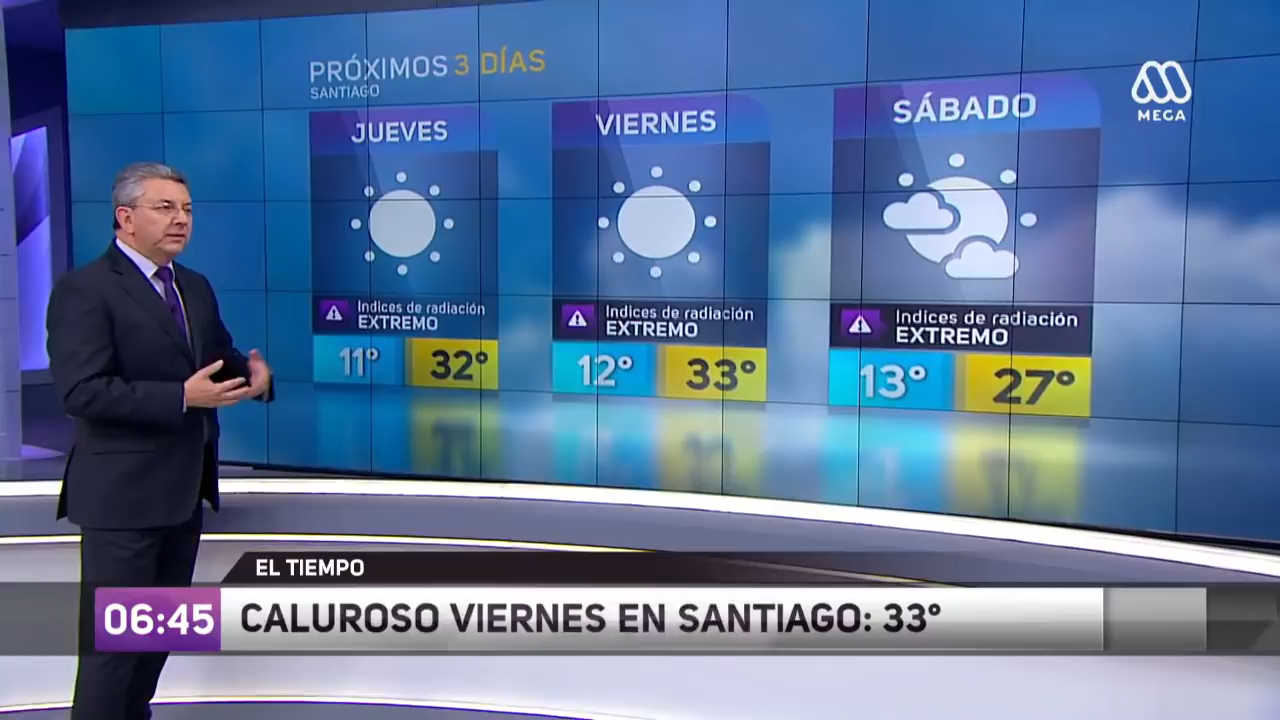 PRÓXIMOS 3 DÍAS
SANTIAGO
MEGA
JUEVES
VIERNES
SÁBADO
Indices de radiación
EXTREMO
Indices de radiación
EXTREMO
Indices de radiación
EXTREMO
11° 32°
12° 33°
13° 27°
EL TIEMPO
06:45 CALUROSO VIERNES EN SANTIAGO: 33°